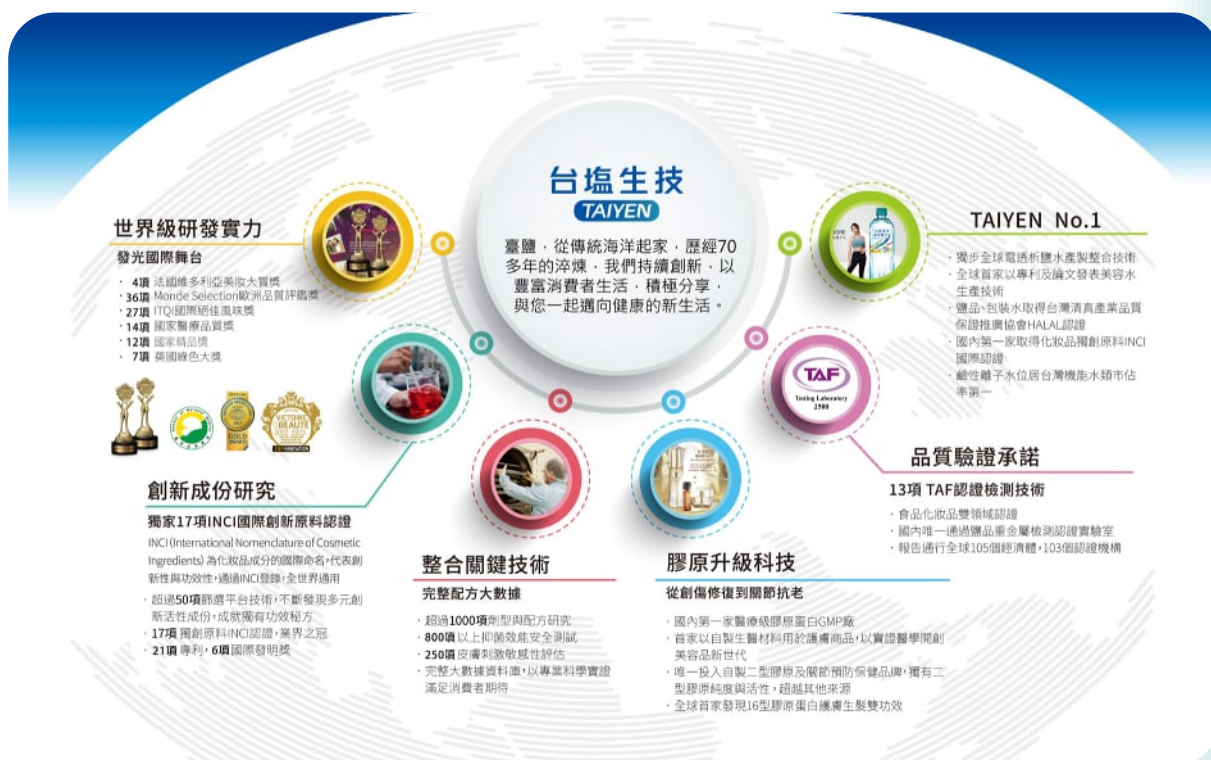 台塩生技
TAIYEN
臺鹽，從傳統海洋起家，歷經70
多年的淬煉，我們持續創新，以
豐富消費者生活，積極分享，
與您一起邁向健康的新生活。
世界級研發實力
發光國際舞台
· 4項 法國維多利亞美妝大賞獎
· 36項 Monde Selection歐洲品質評鑑獎
· 27項 ITQI國際絕佳風味獎
· 14項 國家醫療品質獎
· 12項 國家精品獎
· 7項 英國綠色大獎
GOLD
VICTOIRE
BEAUTÉ
創新成份研究
獨家17項INCI國際創新原料認證
INCI(International Nomenclature of Cosmetic
Ingredients) 為化妝品成分的國際命名，代表創
新性與功效性，通過INCI登錄，全世界通用
· 超過50項篩選平台技術，不斷發現多元創
新活性成份，成就獨有功效秘方
· 17項 獨創原料INCI認證，業界之冠
· 21項 專利，6項國際發明獎
整合關鍵技術
完整配方大數據
· 超過1000項劑型與配方研究
· 800項以上抑菌效能安全測試
· 250項皮膚刺激敏感性評估
· 完整大數據資料庫，以專業科學實證
滿足消費者期待
膠原升級科技
從創傷修復到關節抗老
· 國內第一家醫療級膠原蛋白GMP廠
· 首家以自製生醫材料用於護膚商品，以實證醫學開創
美容品新世代
· 唯一投入自製二型膠原及關節預防保健品牌，獨有二
型膠原純度與活性，超越其他來源
· 全球首家發現16型膠原蛋白護膚生髮雙功效
TAF
Testing Laboratory
2500
品質驗證承諾
13項 TAF認證檢測技術
· 食品化妝品雙領域認證
· 國內唯一通過鹽品重金屬檢測認證實驗室
· 報告通行全球105個經濟體，103個認證機構
TAIYEN No.1
· 獨步全球電透析鹽水產製整合技術
· 全球首家以專利及論文發表美容水
生產技術
· 鹽品、包裝水取得台灣清真產業品質
保證推廣協會HALAL認證
· 國內第一家取得化妝品獨創原料INCI
國際認證
· 鹼性離子水位居台灣機能水類市佔
率第一